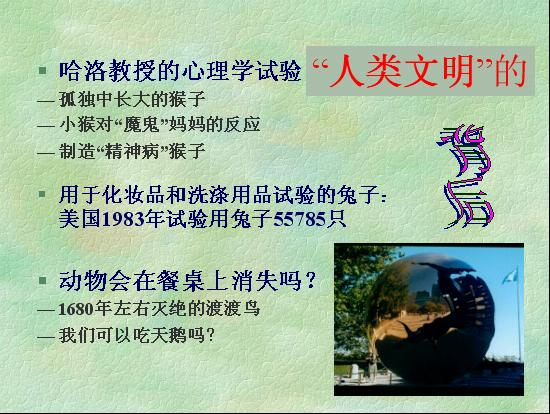 哈洛教授的心理学试验
“人类文明”的
— 孤独中长大的猴子
— 小猴对“魔鬼”妈妈的反应
— 制造“精神病”猴子
用于化妆品和洗涤用品试验的兔子：
美国1983年试验用兔子55785只
动物会在餐桌上消失吗？
— 1680年左右灭绝的渡渡鸟
— 我们可以吃天鹅吗？